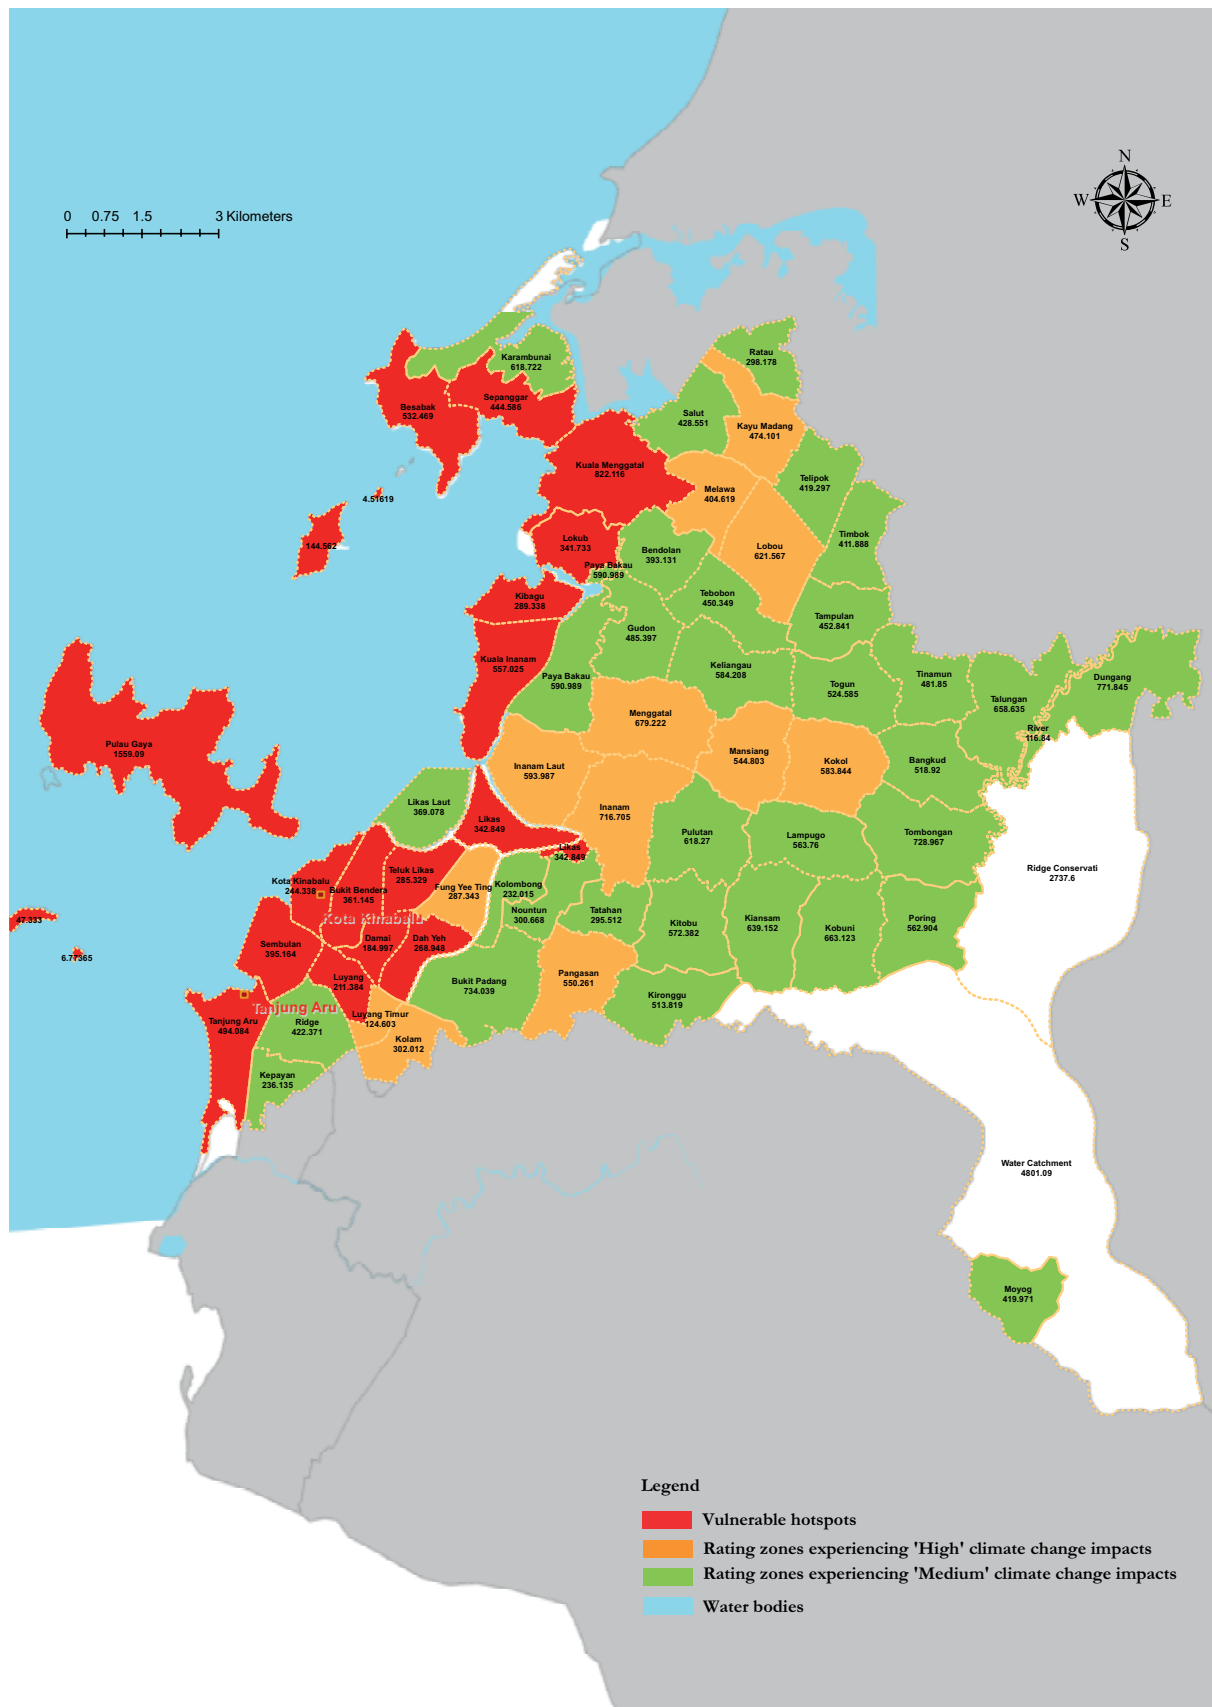 N
W
E
S
0 0.75 1.5 3 Kilometers
Ratau
298.178
Karambunai
618.722
Sepanggar
444.586
Besabak
532.469
Salut
428.551
Kayu Madang
474.101
Kuala Menggatal
822.116
Telipok
419.297
Melawa
404.619
4.51619
Timbok
411.888
Lokub
341.733
144.562
Bendolan
393.131
Lobou
621.567
Paya Bakau
590.989
Kibagu
289.338
Tebobon
450.349
Tampulan
452.841
Gudon
485.397
Kuala Inanam
557.025
Keliangau
584.208
Paya Bakau
590.989
Togun
524.585
Tinamun
481.85
Dungang
771.845
Talungan
658.635
Menggatal
679.222
River
116.84
Pulau Gaya
1559.09
Mansiang
544.803
Kokol
583.844
Bangkud
518.92
Inanam Laut
593.987
Likas Laut
369.078
Inanam
716.705
Likas
342.849
Pulutan
618.27
Lampugo
563.76
Tombongan
728.967
Likas
342.849
Ridge Conservati
2737.6
Teluk Likas
285.329
Kota Kinabalu
244.338
Bukit Bendera
361.145
Fung Yee Ting
287.343
Kolombong
232.015
Kota Kinabalu
Nountun
300.668
Tatahan
295.512
47.333
Kitobu
572.382
Kiansam
639.152
Kobuni
663.123
Poring
562.904
Sembulan
395.164
Damai
184.997
Dah Yeh
268.948
6.77365
Luyang
211.384
Bukit Padang
734.039
Pangasan
550.261
Tanjung Aru
Kironggu
513.819
Tanjung Aru
494.084
Ridge
422.371
Luyang Timur
124.603
Kolam
302.012
Kepayan
236.135
Water Catchment
4801.09
Moyog
419.971
Legend
Vulnerable hotspots
Rating zones experiencing 'High' climate change impacts
Rating zones experiencing 'Medium' climate change impacts
Water bodies